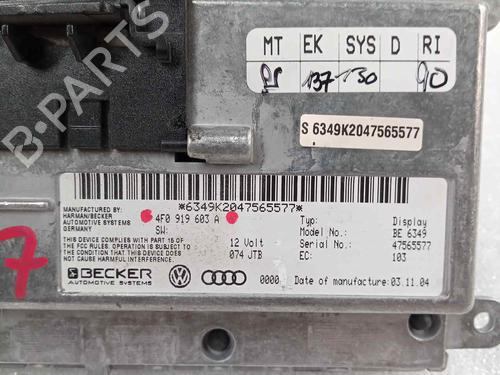 MT EK SYS D RI
137 130 90
S 6349K2047565577
*6349K2047565577*
MANUFACTURED BY:
HARMAN/BECKER
AUTOMOTIVE SYSTEMS
GERMANY
4F0 919 603 A
SW:
Typ: Display
Model No.: BE 6349
Serial No.: 47565577
EC: 103
THIS DEVICE COMPLIES WITH PART 15 OF
THE FCC RULES. OPERATION IS SUBJECT TO
THE CONDITION THAT THIS DEVICE DOES
NOT CAUSE HARMFUL INTERFERENCE
12 Volt
074 JTB
BECKER
AUTOMOTIVE SYSTEMS
0000
Date of manufacture: 03.11.04
7
B-PARTS